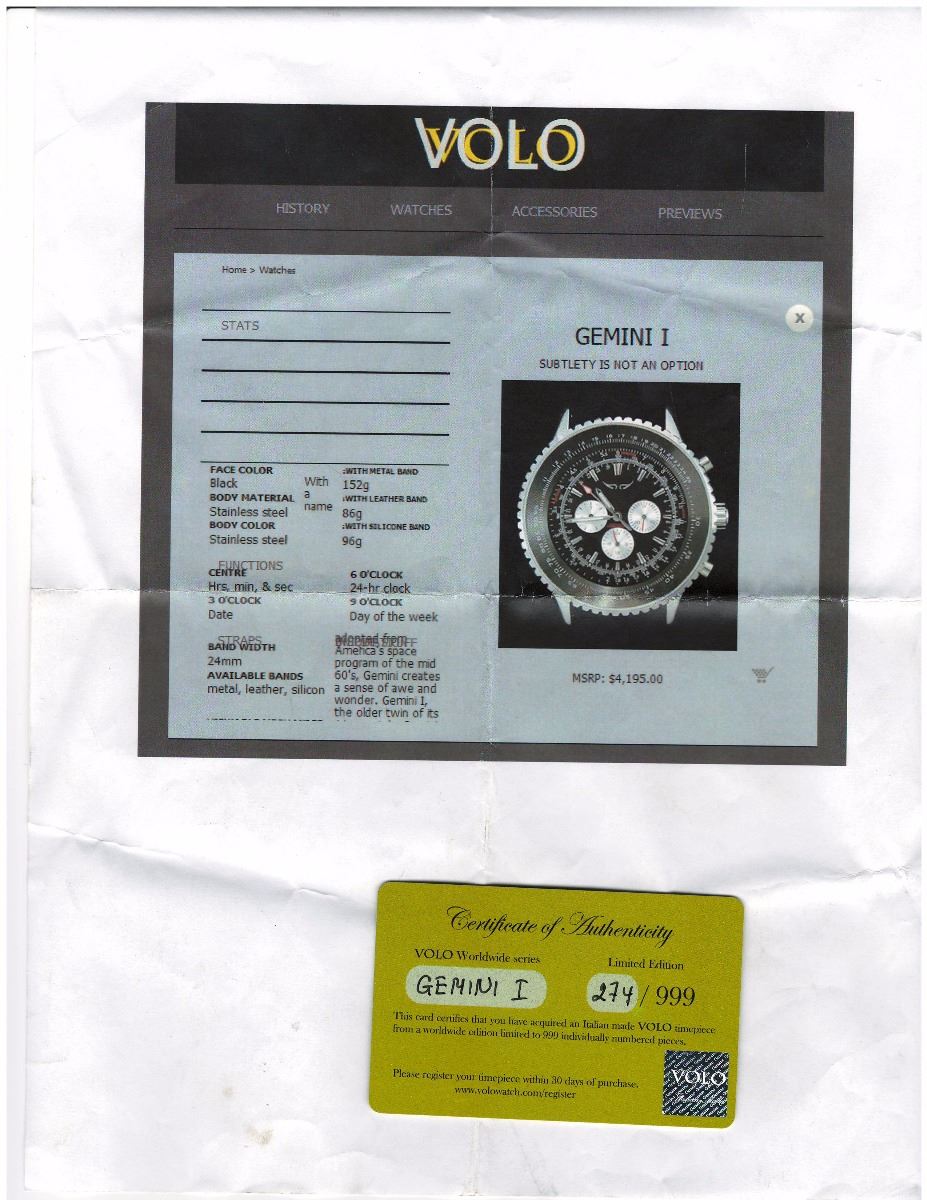 VOLO
HISTORY WATCHES ACCESSORIES PREVIEWS
Home > Watches
X
STATS
FACE COLOR
Black
BODY MATERIAL
Stainless steel
BODY COLOR
Stainless steel
With
a
name
:WITH METAL BAND
152g
:WITH LEATHER BAND
86g
:WITH SILICONE BAND
96g
FUNCTIONS
CENTRE
Hrs, min, & sec
3 O'CLOCK
Date
6 O'CLOCK
24-hr clock
9 O'CLOCK
Day of the week
STRAPS
BAND WIDTH
24mm
AVAILABLE BANDS
metal, leather, silicon
adopted from
America's space
program of the mid
60's, Gemini creates
a sense of awe and
wonder. Gemini I,
the older twin of its
GEMINI I
SUBTLETY IS NOT AN OPTION
MSRP: $4,195.00
Certificate of Authenticity
VOLO Worldwide series Limited Edition
GEMINI I 274 / 999
This card certifies that you have acquired an Italian made VOLO timepiece
from a worldwide edition limited to 999 individually numbered pieces.
Please register your timepiece within 30 days of purchase.
www.volowatch.com/register
VOLO